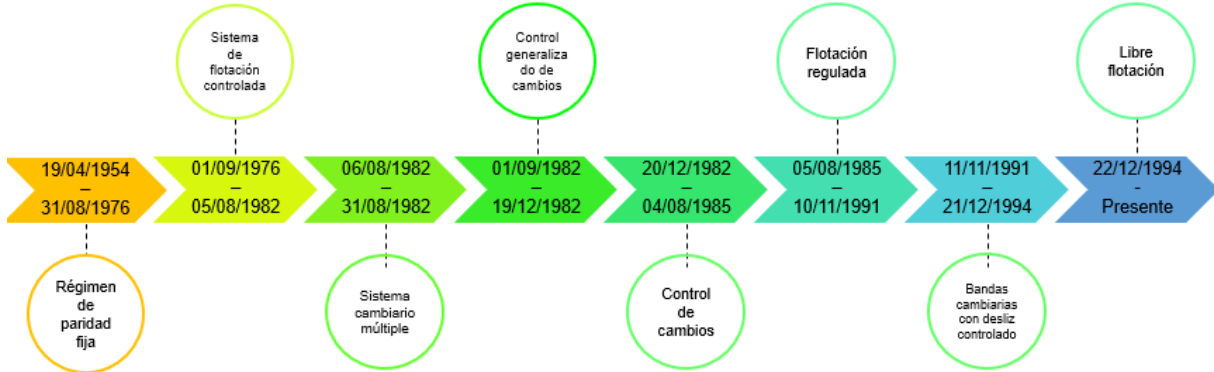 Sistema
de
flotación
controlada
Control
generaliza
do de
cambios
Flotación
regulada
Libre
flotación
19/04/1954
–
31/08/1976
01/09/1976
–
05/08/1982
06/08/1982
–
31/08/1982
01/09/1982
–
19/12/1982
20/12/1982
–
04/08/1985
05/08/1985
–
10/11/1991
11/11/1991
–
21/12/1994
22/12/1994
-
Presente
Régimen
de
paridad
fija
Sistema
cambiario
múltiple
Control
de
cambios
Bandas
cambiarias
con desliz
controlado